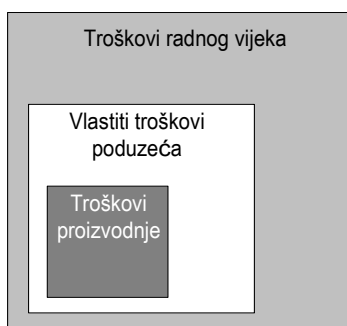 Troškovi radnog vijeka
Vlastiti troškovi
poduzeća
Troškovi
proizvodnje